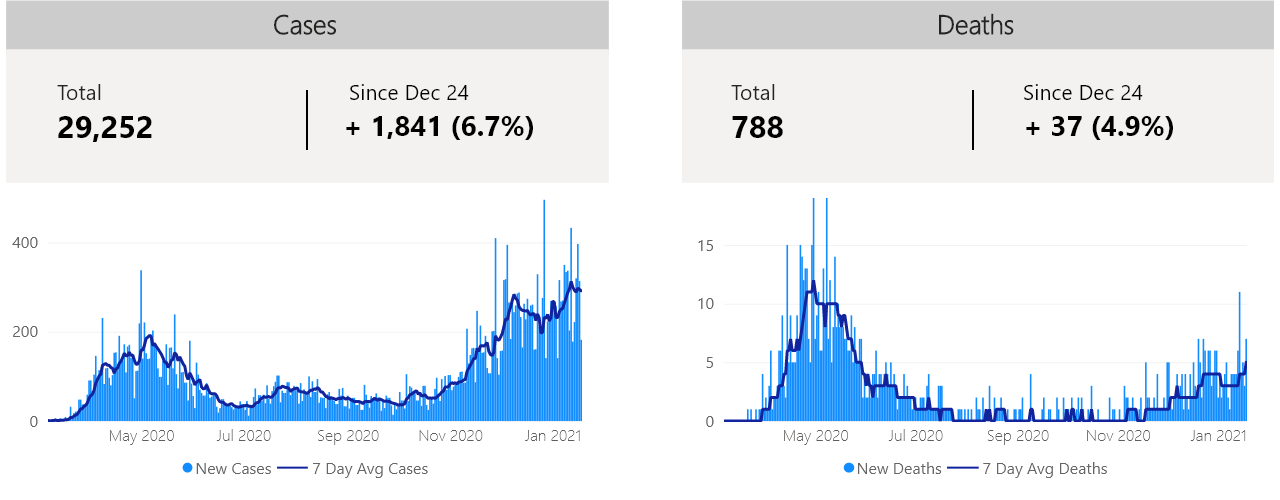 Cases
Total
29,252
Since Dec 24
+ 1,841 (6.7%)
400
200
0
May 2020 Jul 2020 Sep 2020 Nov 2020 Jan 2021
New Cases 7 Day Avg Cases
Deaths
Total
788
Since Dec 24
+ 37 (4.9%)
15
10
5
0
May 2020 Jul 2020 Sep 2020 Nov 2020 Jan 2021
New Deaths 7 Day Avg Deaths